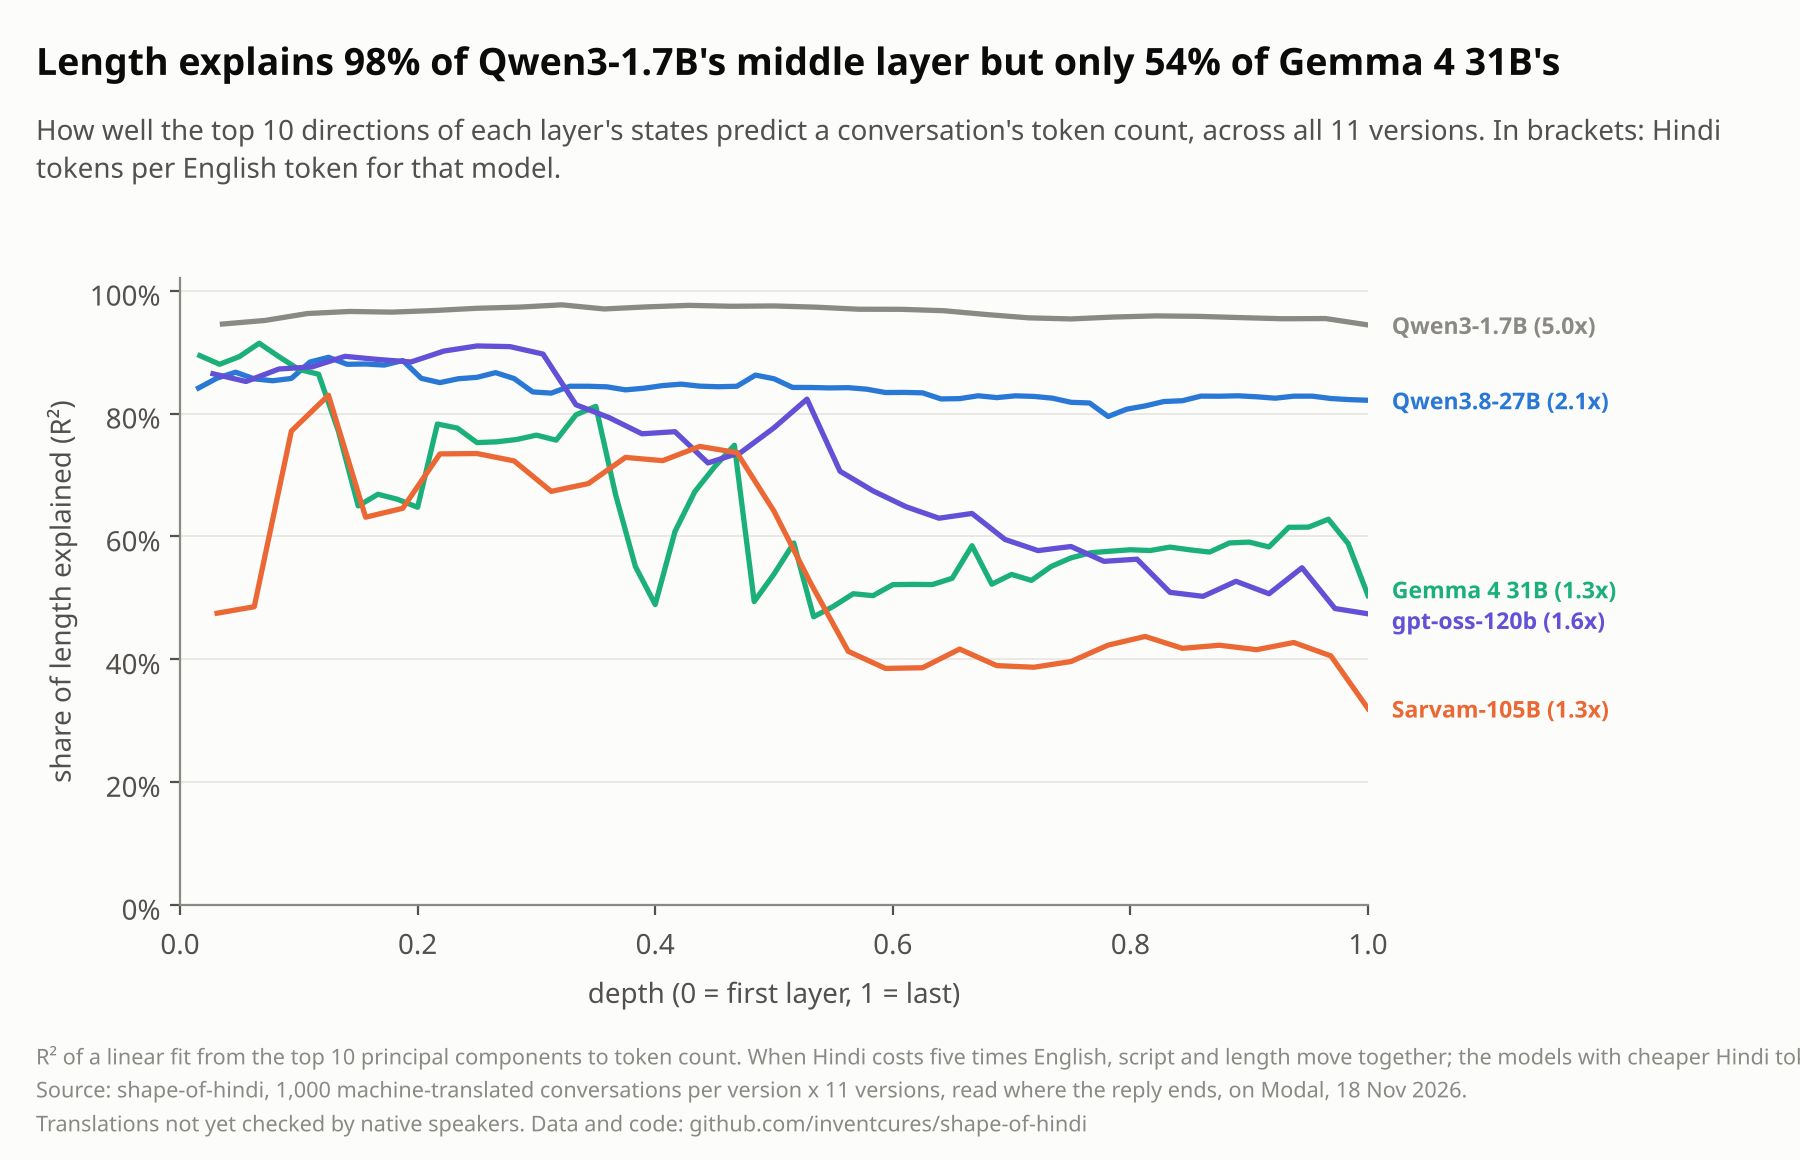 Length explains 98% of Qwen3-1.7B's middle layer but only 54% of Gemma 4 31B's
How well the top 10 directions of each layer's states predict a conversation's token count, across all 11 versions. In brackets: Hindi
tokens per English token for that model.
100%
80%
60%
40%
20%
0%
share of length explained (R²)
Qwen3-1.7B (5.0x)
Qwen3.8-27B (2.1x)
Gemma 4 31B (1.3x)
gpt-oss-120b (1.6x)
Sarvam-105B (1.3x)
0.0 0.2 0.4 0.6 0.8 1.0
depth (0 = first layer, 1 = last)
R² of a linear fit from the top 10 principal components to token count. When Hindi costs five times English, script and length move together; the models with cheaper Hindi
Source: shape-of-hindi, 1,000 machine-translated conversations per version x 11 versions, read where the reply ends, on Modal, 18 Nov 2026.
Translations not yet checked by native speakers. Data and code: github.com/inventcures/shape-of-hindi